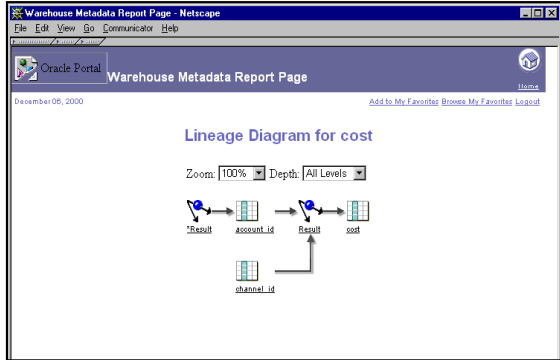 Warehouse Metadata Report Page - Netscape
File Edit View Go Communicator Help
Oracle Portal Warehouse Metadata Report Page
Home
December 06, 2000 Add to My Favorites Browse My Favorites Logout
Lineage Diagram for cost
Zoom: 100% Depth: All Levels
*Result account_id Result cost
channel_id